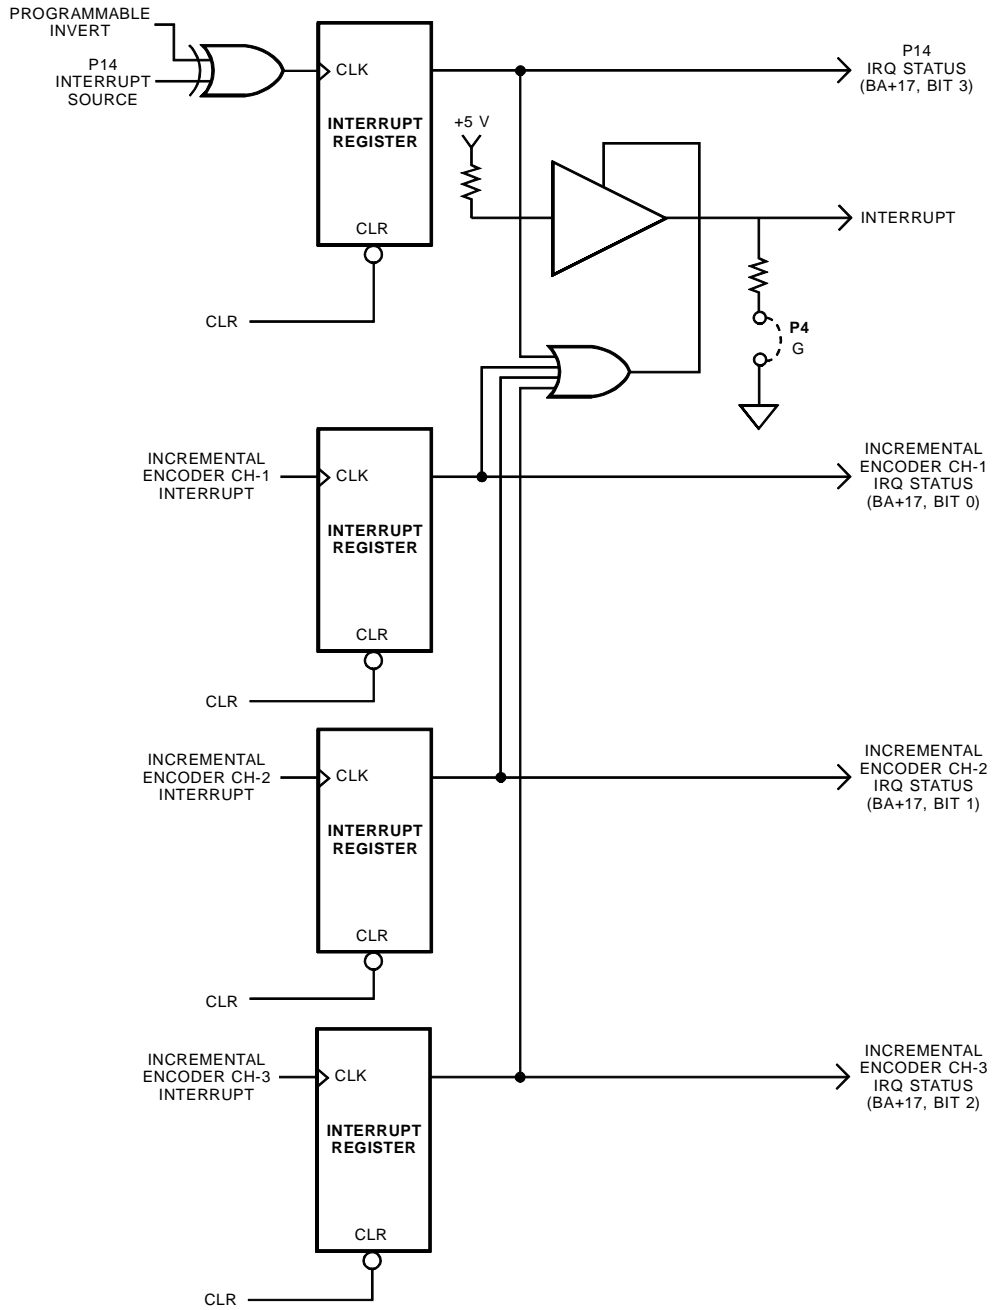 PROGRAMMABLE
INVERT
P14
INTERRUPT
SOURCE
CLK
INTERRUPT
REGISTER
CLR
CLR
P14
IRQ STATUS
(BA+17, BIT 3)
+5 V
INTERRUPT
P4
G
INCREMENTAL
ENCODER CH-1
INTERRUPT
CLK
INTERRUPT
REGISTER
CLR
CLR
INCREMENTAL
ENCODER CH-1
IRQ STATUS
(BA+17, BIT 0)
INCREMENTAL
ENCODER CH-2
INTERRUPT
CLK
INTERRUPT
REGISTER
CLR
CLR
INCREMENTAL
ENCODER CH-2
IRQ STATUS
(BA+17, BIT 1)
INCREMENTAL
ENCODER CH-3
INTERRUPT
CLK
INTERRUPT
REGISTER
CLR
CLR
INCREMENTAL
ENCODER CH-3
IRQ STATUS
(BA+17, BIT 2)